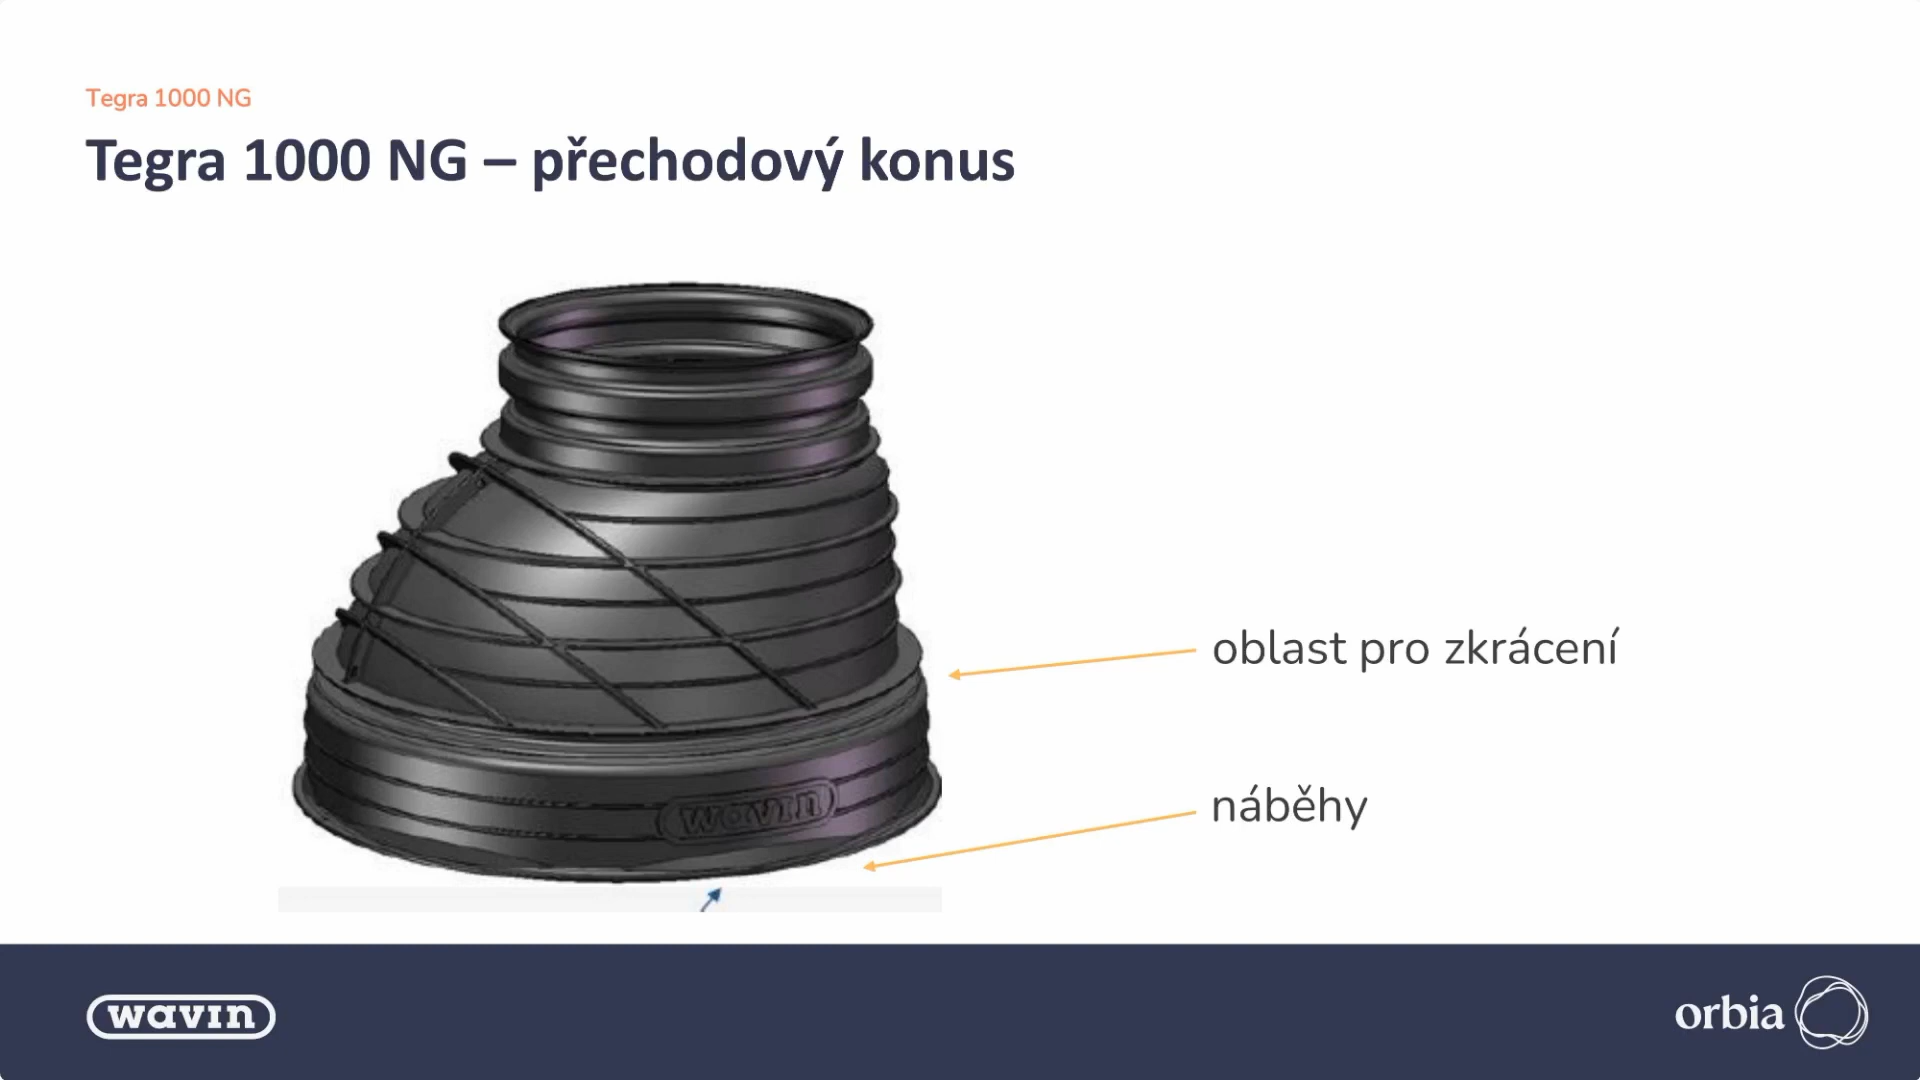 Tegra 1000 NG
Tegra 1000 NG – přechodový konus
oblast pro zkrácení
wavin
náběhy
wavin
orbia